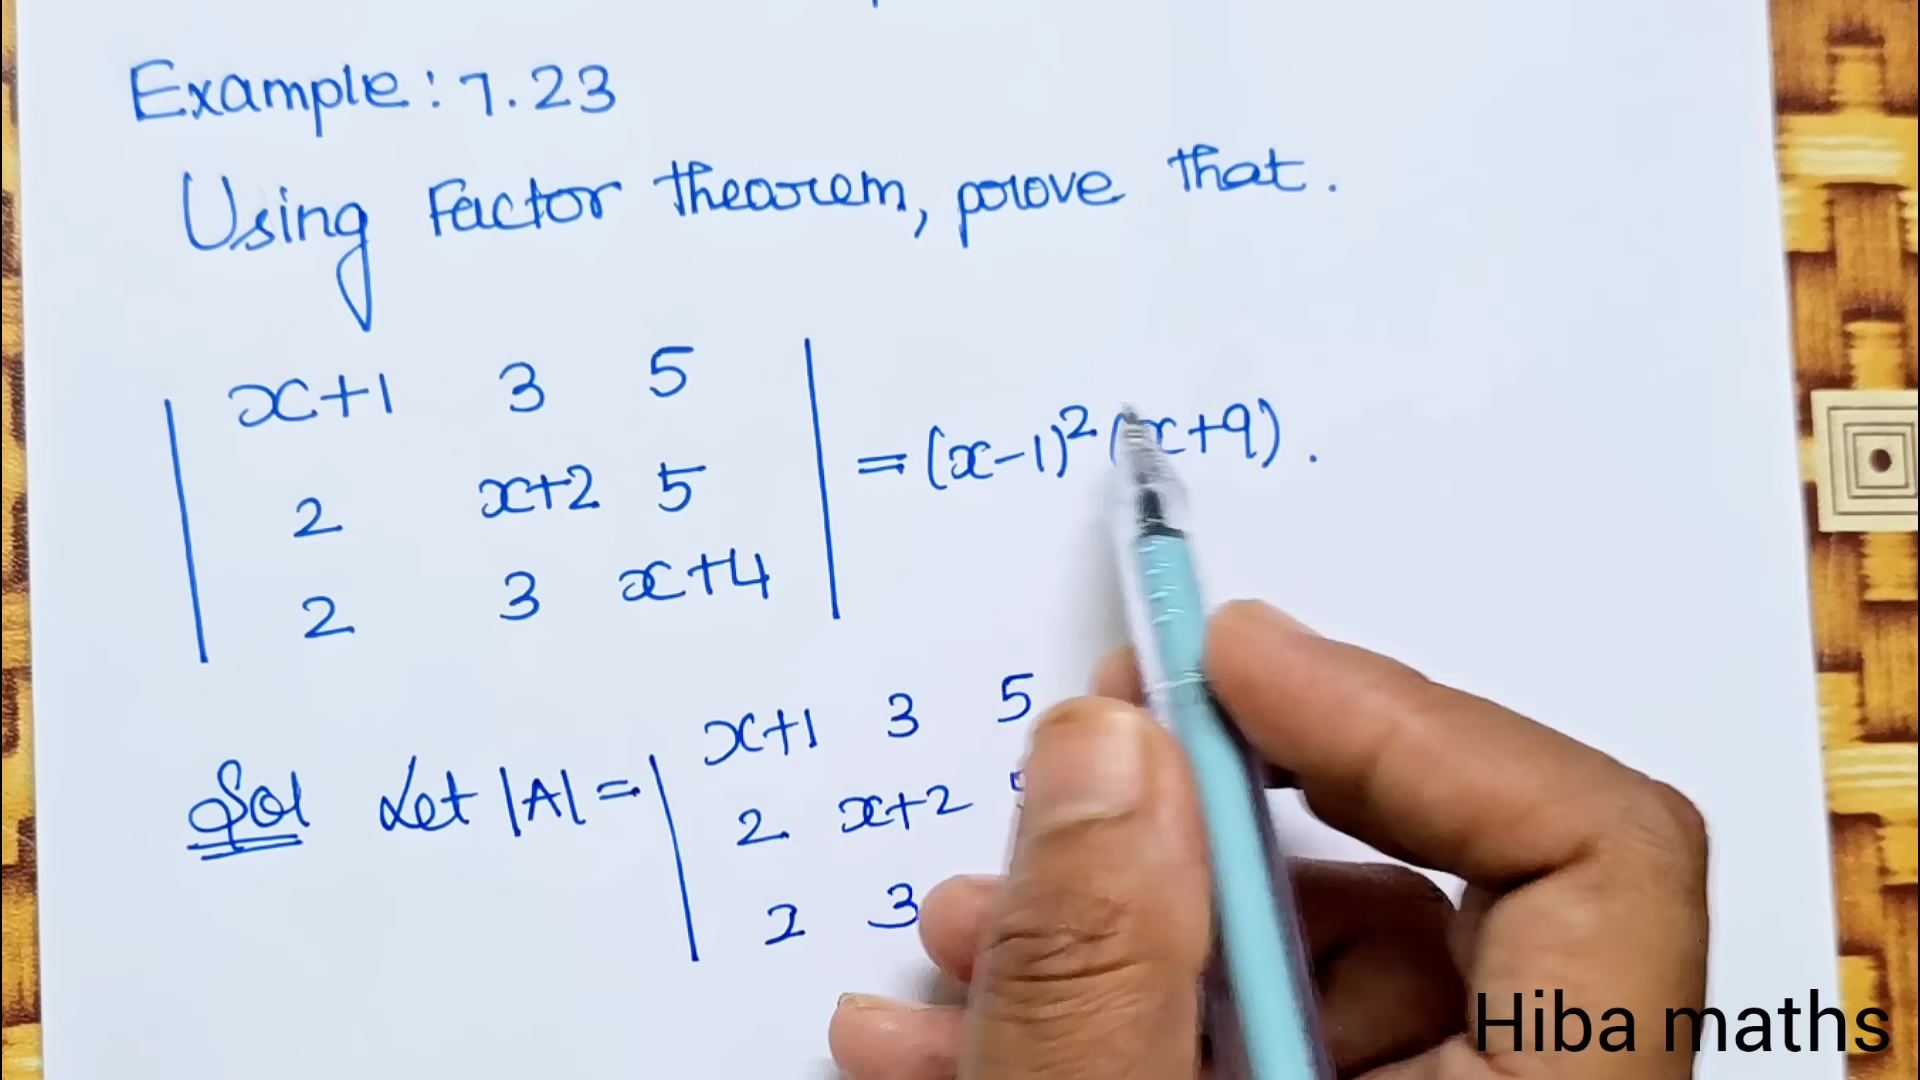 Example: 7.23
Using Factor theorem, prove that.
x+1 3 5
2 x+2 5 = (x-1)² (x+9).
2 3 x+4
x+1 3 5
Sol Let |A| = 2 x+2
2 3
Hiba maths